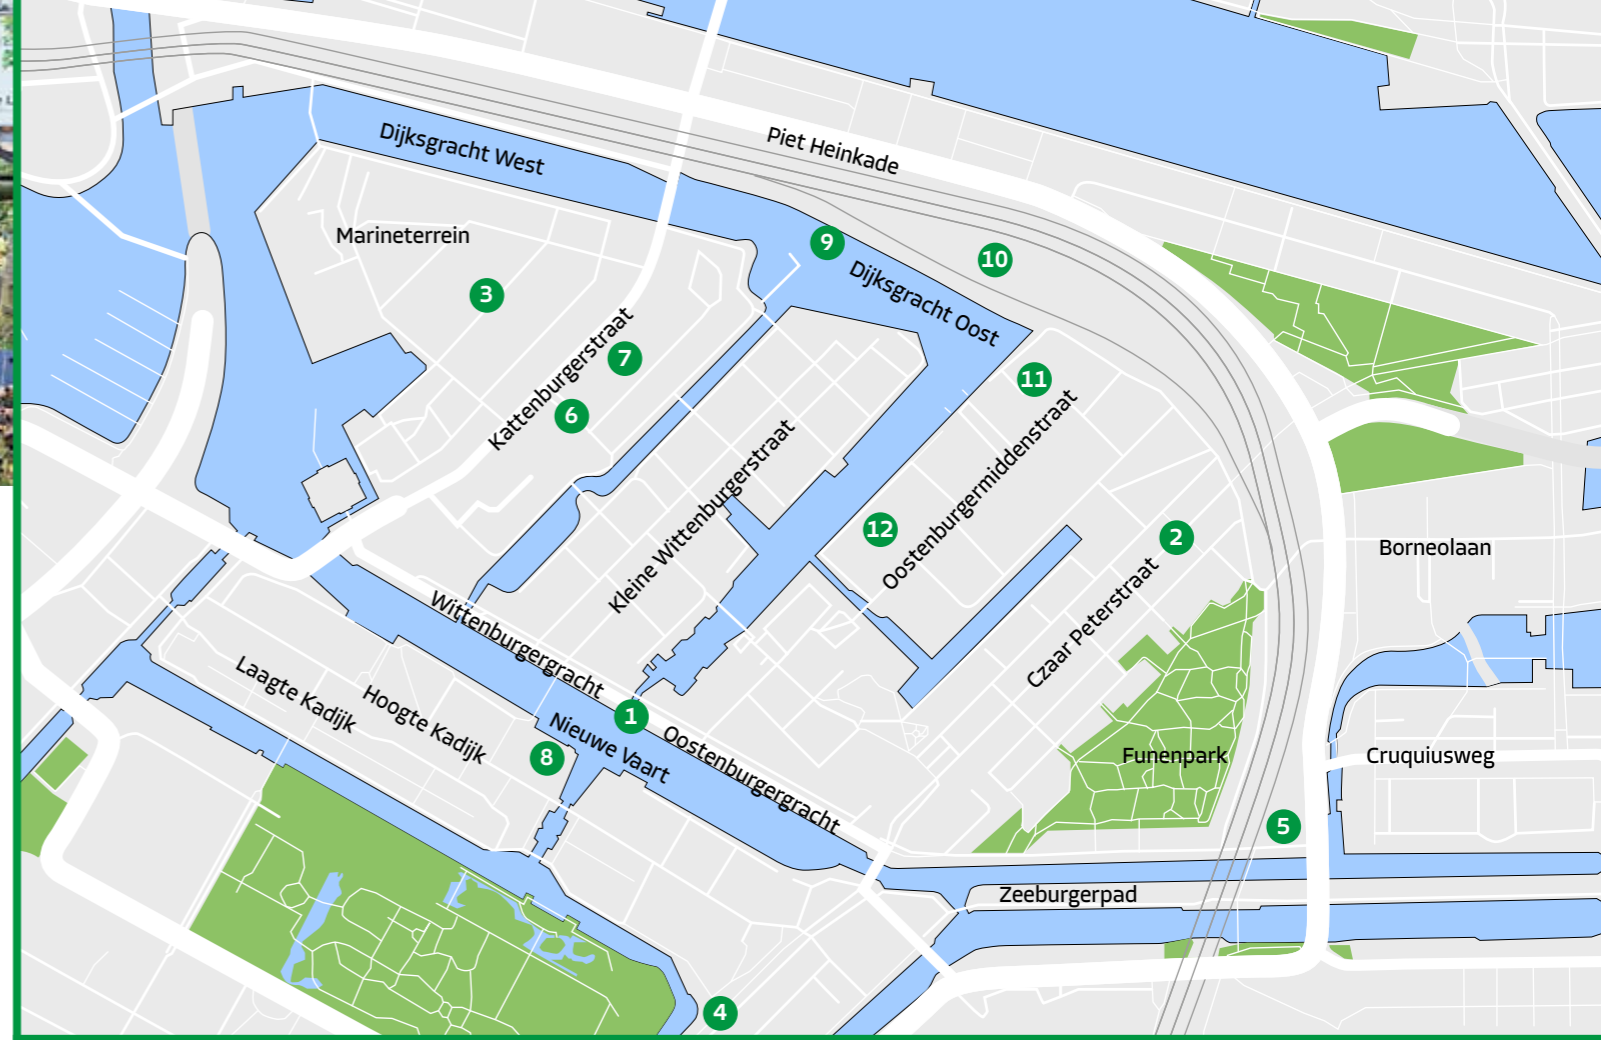 Dijksgracht West
Piet Heinkade
Marineterrein
9
10
Dijksgracht Oost
3
Kattenburgerstraat
7
11
6
Kleine Wittenburgerstraat
Oostenburgermiddenstraat
12
2
Borneolaan
Czaar Peterstraat
Wittenburgergracht
Laagte Kadijk
Hoogte Kadijk
1
Nieuwe Vaart
Oostenburgergracht
8
Funenpark
Cruquiusweg
5
Zeeburgerpad
4